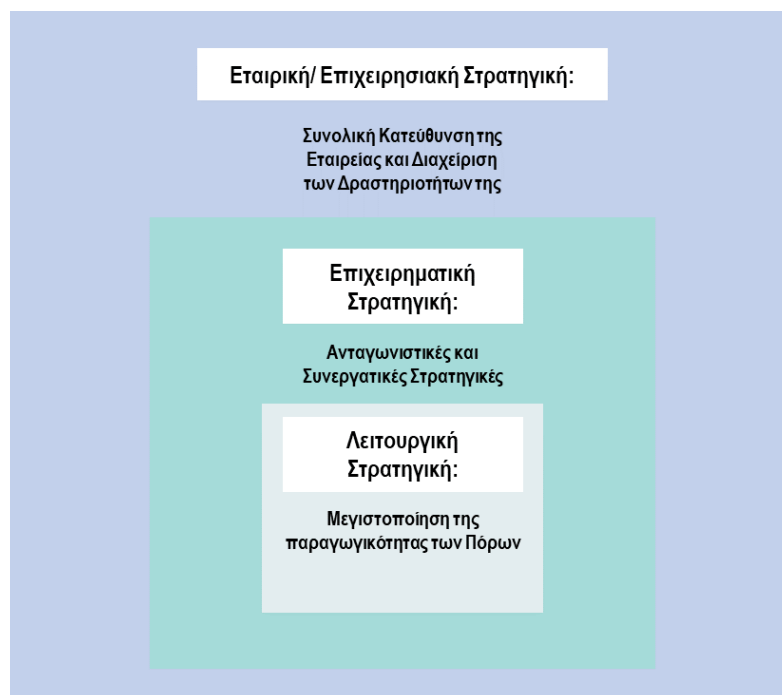 Εταιρική/ Επιχειρησιακή Στρατηγική:
Συνολική Κατεύθυνση της
Εταιρείας και Διαχείριση
των Δραστηριοτήτων της
Επιχειρηματική
Στρατηγική:
Ανταγωνιστικές και
Συνεργατικές Στρατηγικές
Λειτουργική
Στρατηγική:
Μεγιστοποίηση της
παραγωγικότητας των Πόρων